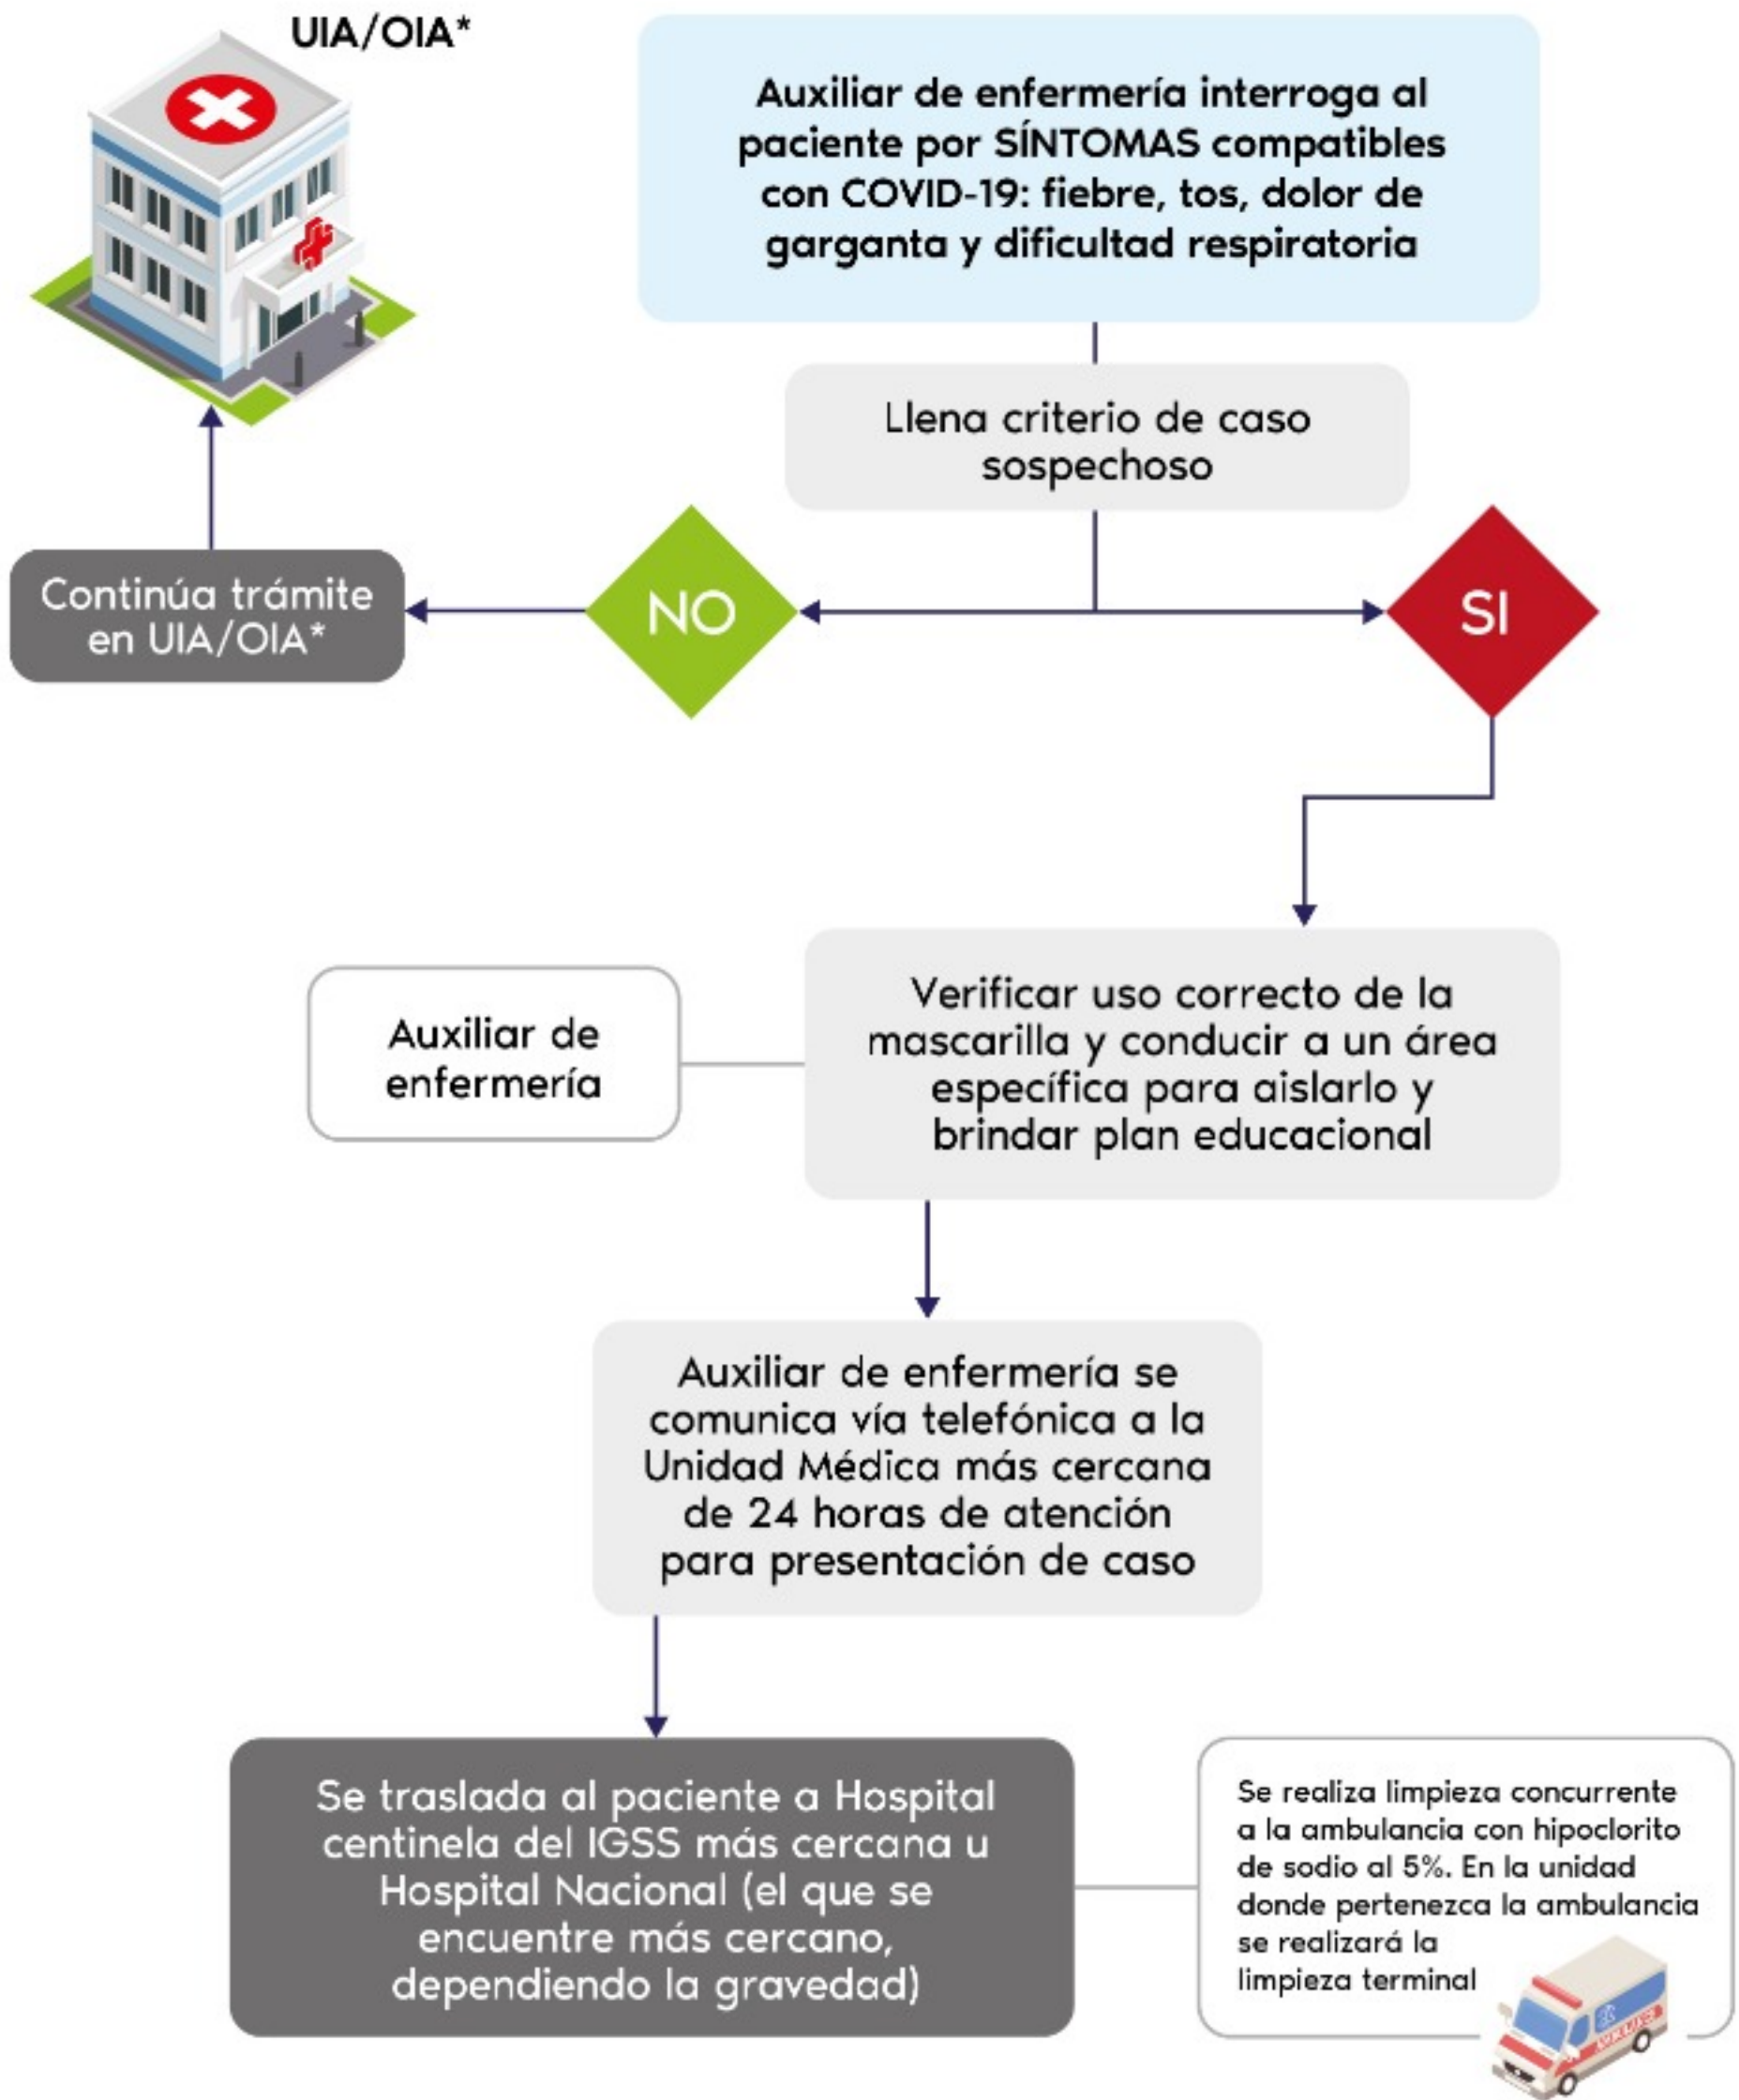 UIA/OIA*
Auxiliar de enfermería interroga al
paciente por SÍNTOMAS compatibles
con COVID-19: fiebre, tos, dolor de
garganta y dificultad respiratoria
Llena criterio de caso
sospechoso
NO
SI
Continúa trámite
en UIA/OIA*
Auxiliar de
enfermería
Verificar uso correcto de la
mascarilla y conducir a un área
específica para aislarlo y
brindar plan educacional
Auxiliar de enfermería se
comunica vía telefónica a la
Unidad Médica más cercana
de 24 horas de atención
para presentación de caso
Se traslada al paciente a Hospital
centinela del IGSS más cercana u
Hospital Nacional (el que se
encuentre más cercano,
dependiendo la gravedad)
Se realiza limpieza concurrente
a la ambulancia con hipoclorito
de sodio al 5%. En la unidad
donde pertenezca la ambulancia
se realizará la
limpieza terminal